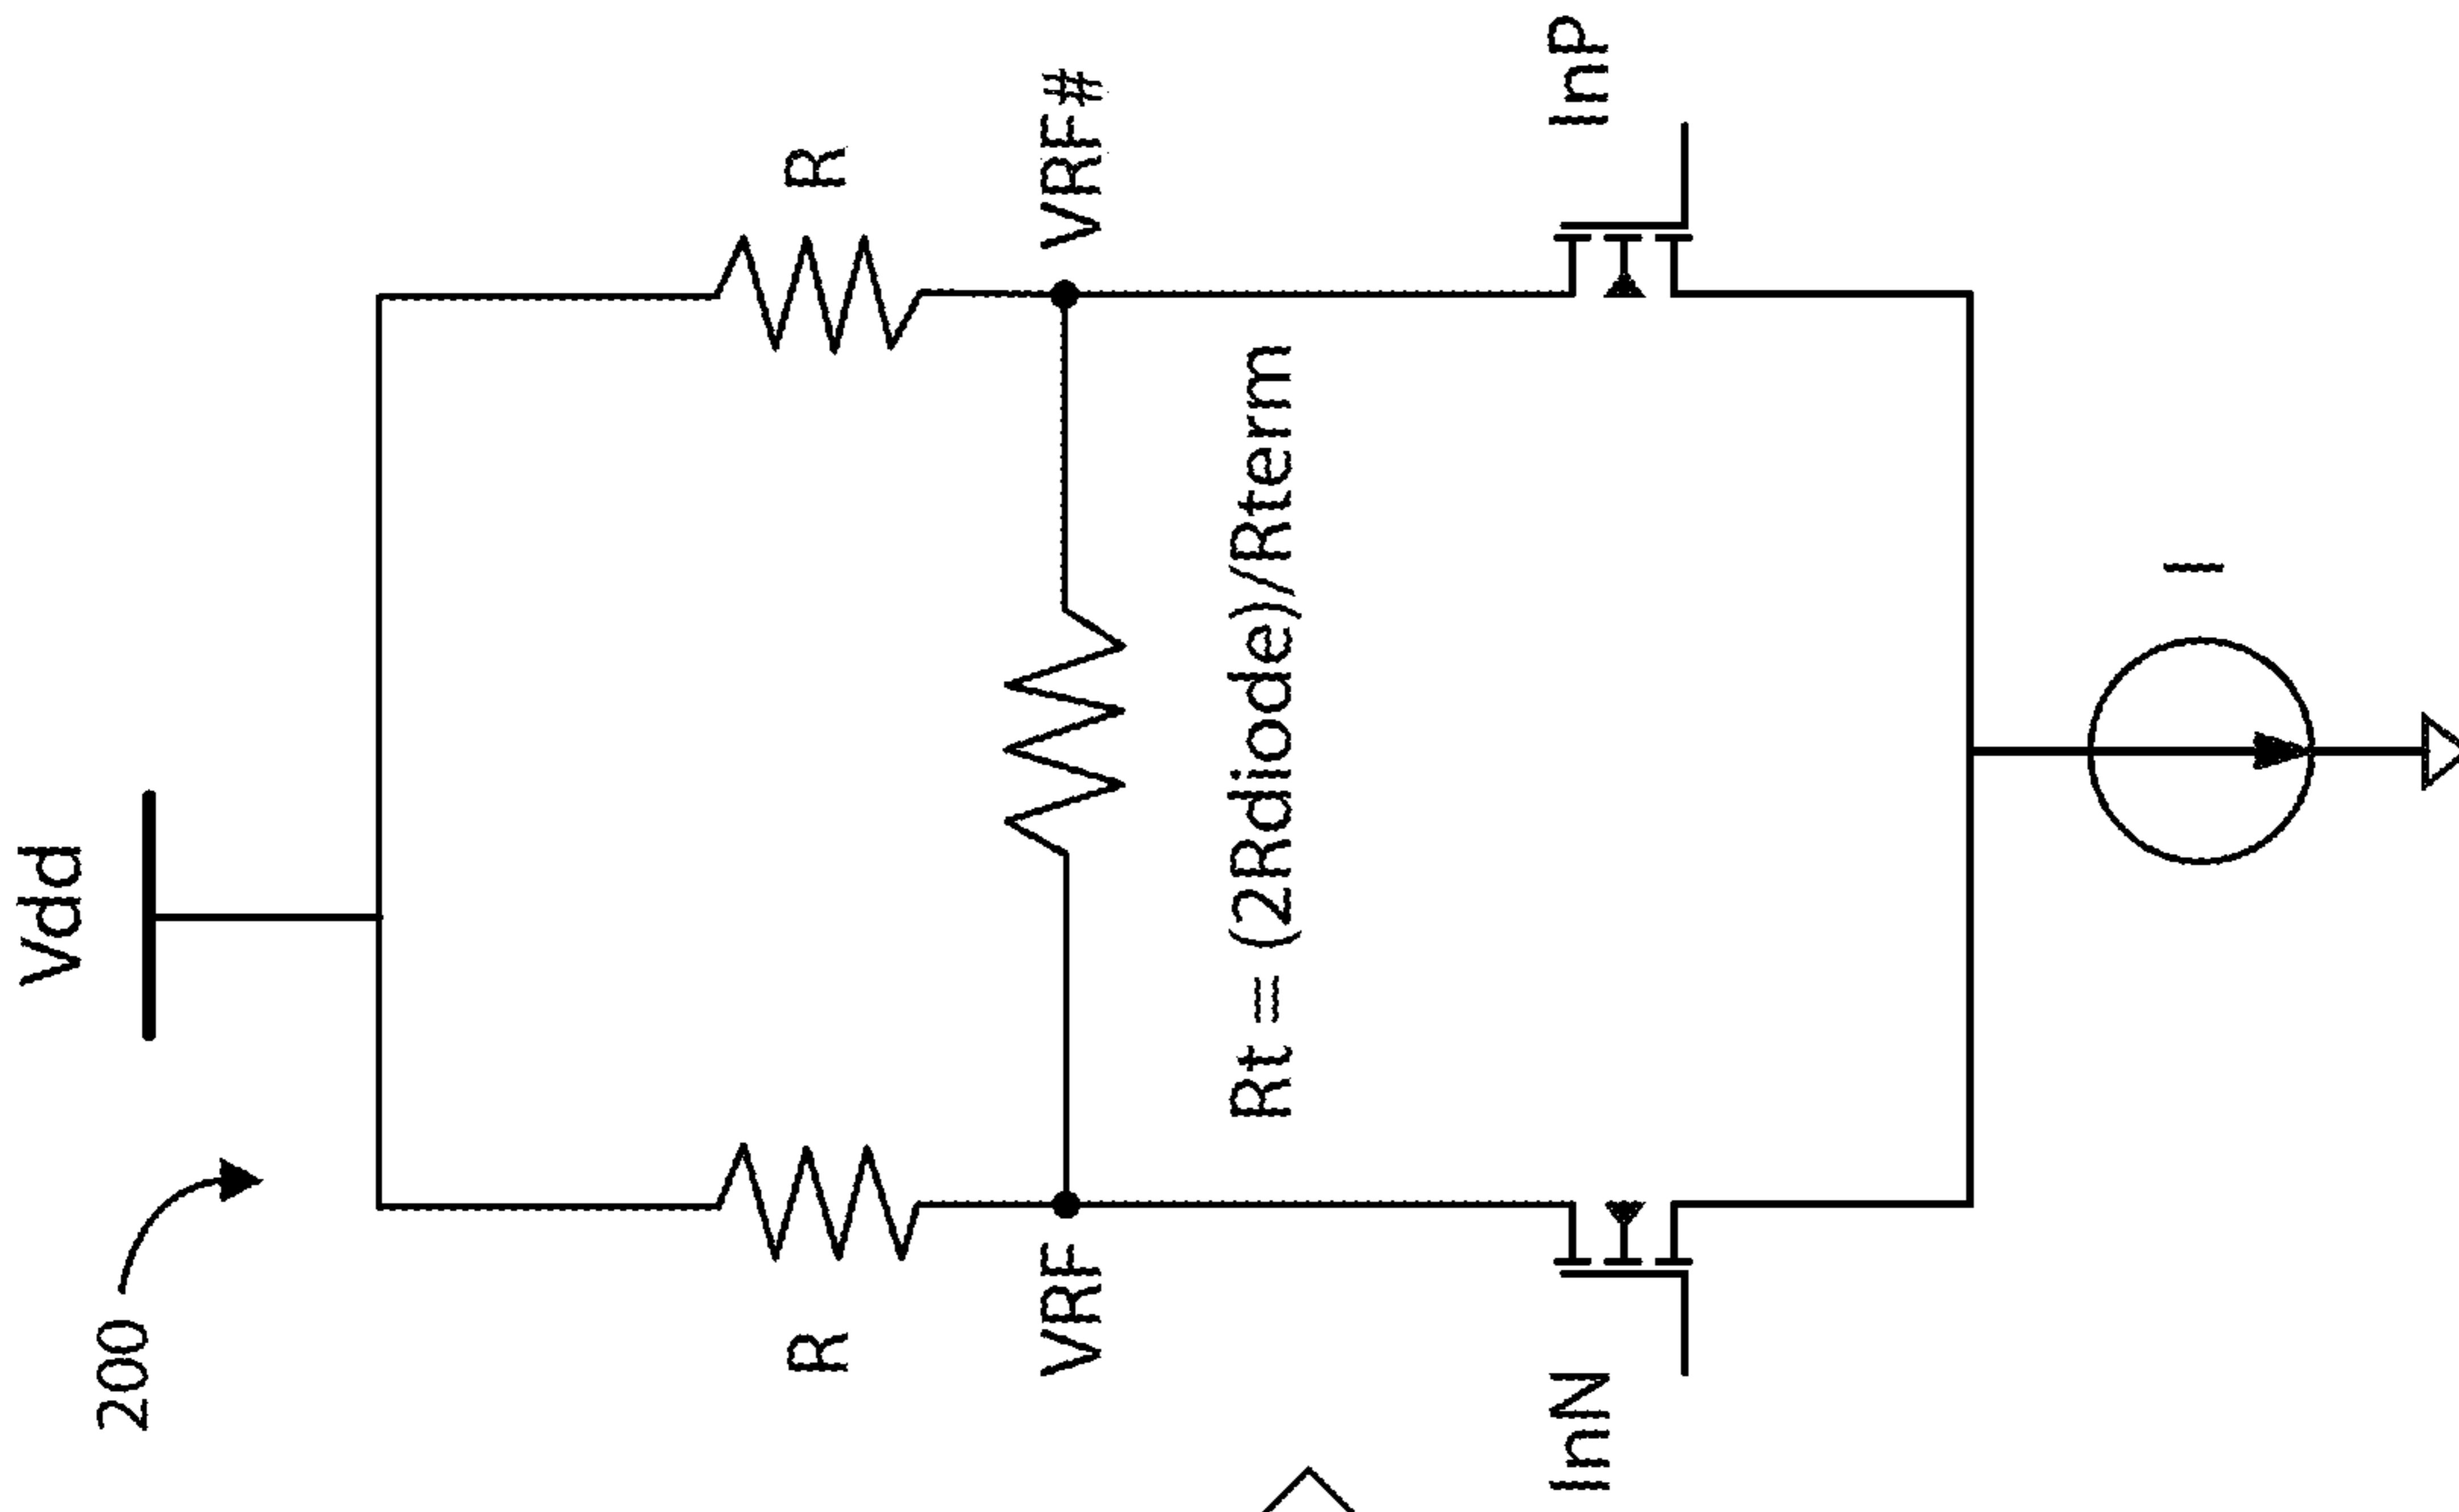 200
Vdd
R
R
VRF
VRF#
Rt = (2Rdiode)/Rterm
InN
InP
I